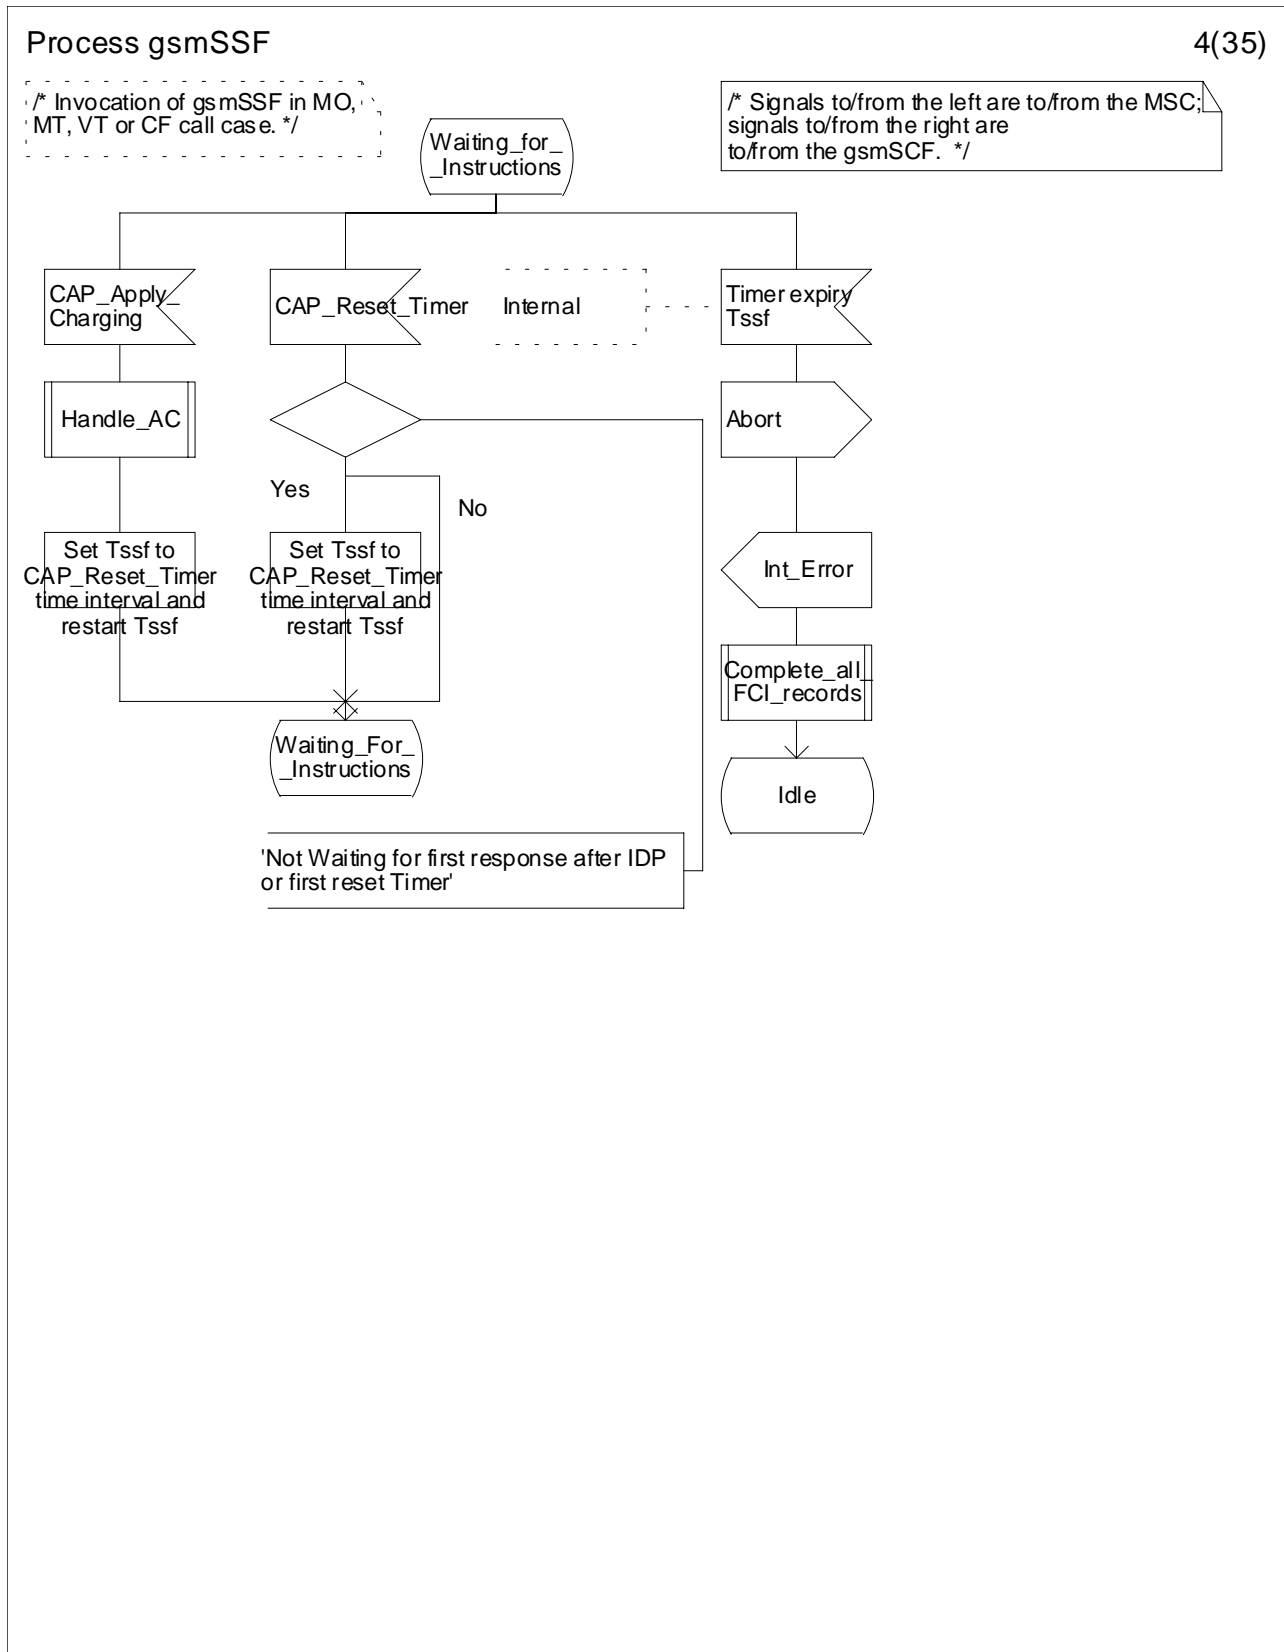 Process gsmSSF
4(35)
/* Invocation of gsmSSF in MO,
MT, VT or CF call case. */
/* Signals to/from the left are to/from the MSC;
signals to/from the right are
to/from the gsmSCF. */
Waiting_for_
_Instructions
CAP_Apply_
Charging
CAP_Reset_Timer
Internal
Timer expiry
Tssf
Handle_AC
Abort
Yes
No
Set Tssf to
CAP_Reset_Timer
time interval and
restart Tssf
Set Tssf to
CAP_Reset_Timer
time interval and
restart Tssf
Int_Error
Complete_all_
FCI_records
Waiting_For_
_Instructions
Idle
'Not Waiting for first response after IDP
or first reset Timer'